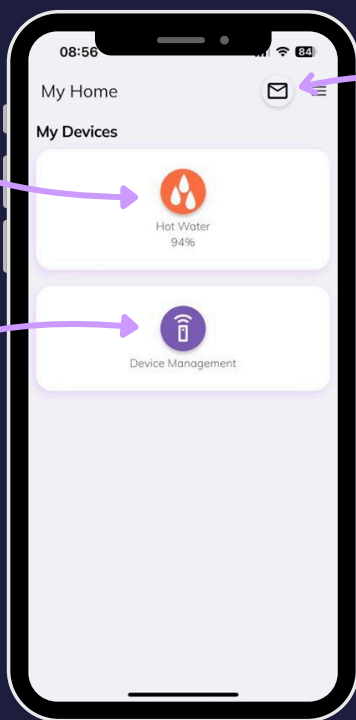 08:56
84
My Home
My Devices
Hot Water
94%
Device Management